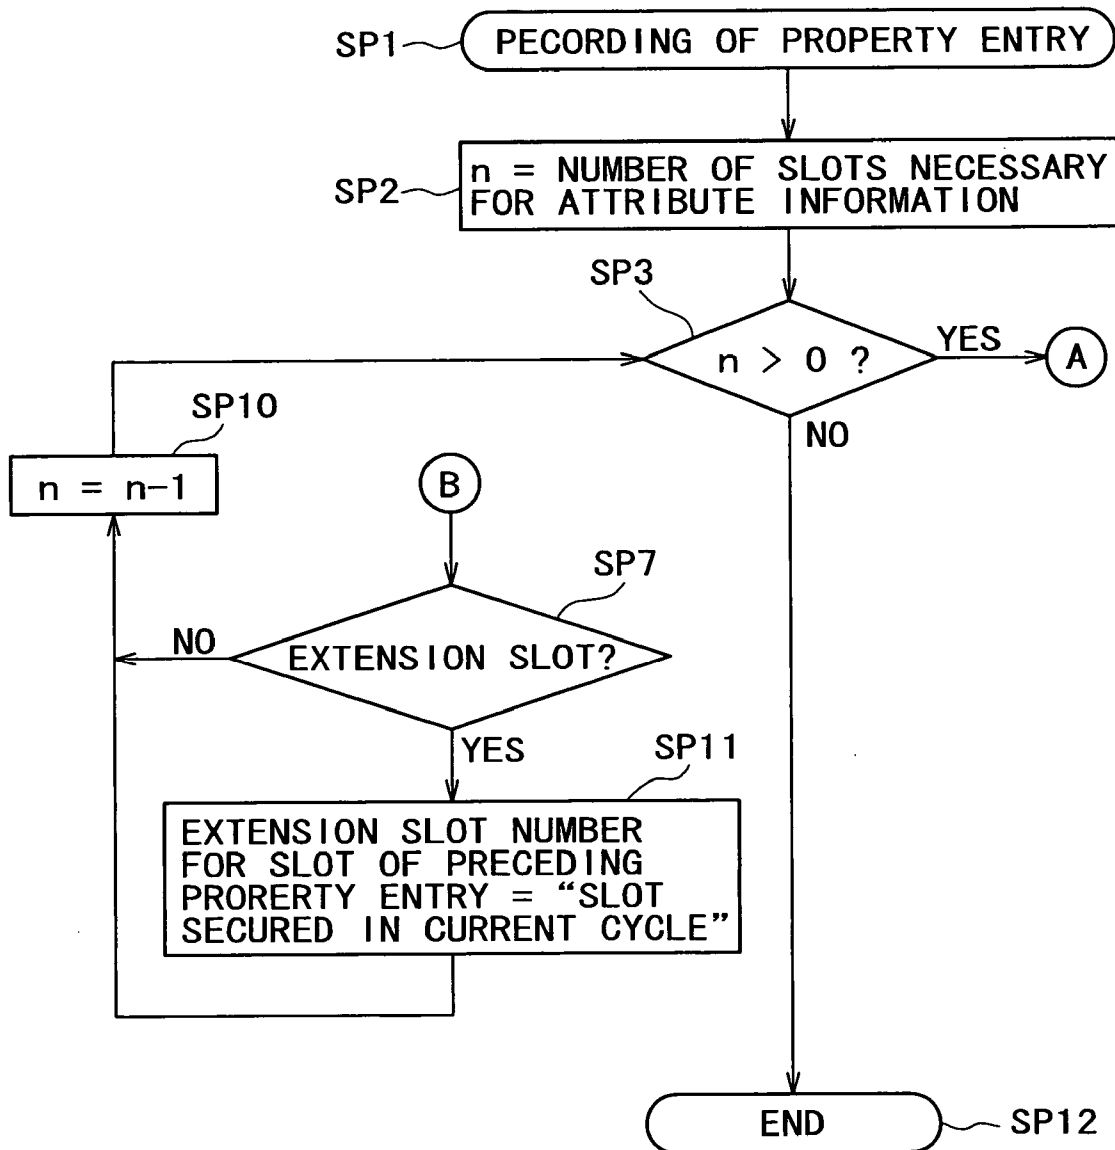 SP1
PECORDING OF PROPERTY ENTRY
SP2
n = NUMBER OF SLOTS NECESSARY
FOR ATTRIBUTE INFORMATION
SP3
n > 0 ?
YES
A
NO
SP10
n = n-1
B
SP7
EXTENSION SLOT?
NO
YES
SP11
EXTENSION SLOT NUMBER
FOR SLOT OF PRECEDING
PRORERTY ENTRY = “SLOT
SECURED IN CURRENT CYCLE”
END
SP12